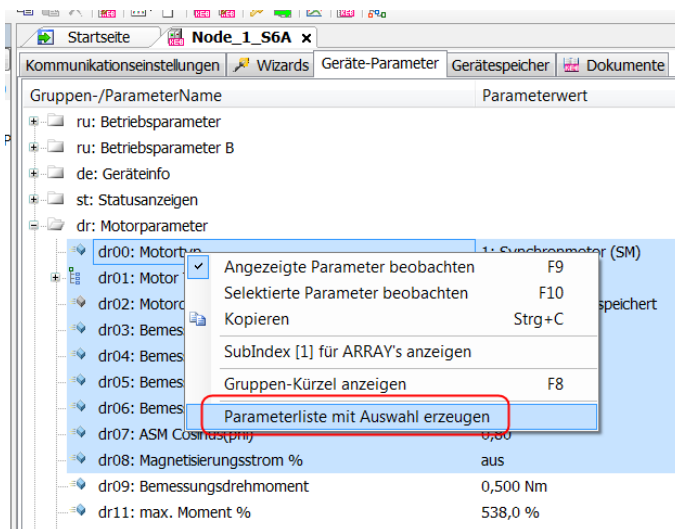 Startseite Node_1_S6A x
Kommunikationseinstellungen Wizards Geräte-Parameter Gerätespeicher Dokumente
Gruppen-/ParameterName Parameterwert
ru: Betriebsparameter
ru: Betriebsparameter B
de: Geräteinfo
st: Statusanzeigen
dr: Motorparameter
dr00: Motortyp 1: Synchronmotor (SM)
Angezeigte Parameter beobachten F9
dr01: Motor
Selektierte Parameter beobachten F10
dr02: Motorc speichert
Kopieren Strg+C
dr03: Bemes
SubIndex [1] für ARRAY's anzeigen
dr04: Bemes
dr05: Bemes
Gruppen-Kürzel anzeigen F8
dr06: Bemes
Parameterliste mit Auswahl erzeugen
dr07: ASM Cosinus(phi) 0,80
dr08: Magnetisierungsstrom % aus
dr09: Bemessungsdrehmoment 0,500 Nm
dr11: max. Moment % 538,0 %